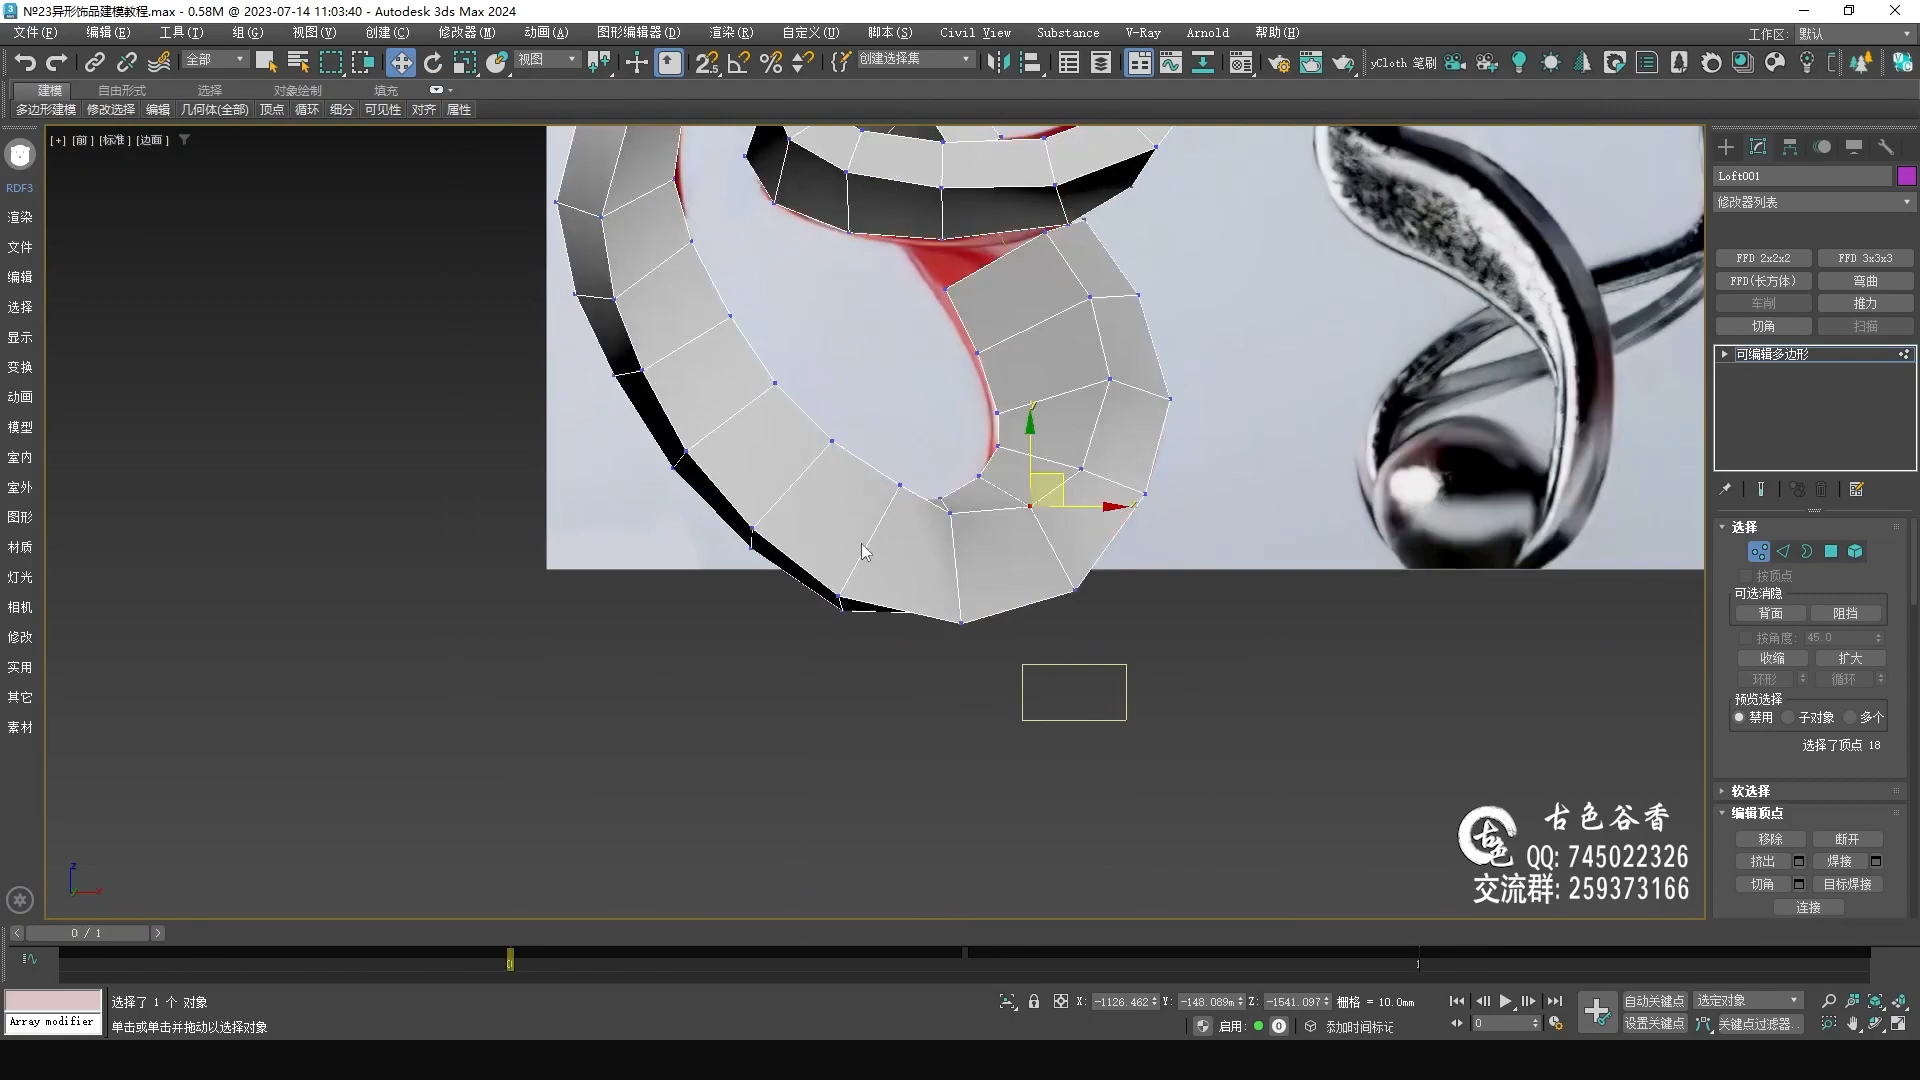 №23异形饰品建模教程.max - 0.58M @ 2023-07-14 11:03:40 - Autodesk 3ds Max 2024
文件(F) 编辑(E) 工具(T) 组(G) 视图(V) 创建(C) 修改器(M) 动画(A) 图形编辑器(D) 渲染(R) 自定义(U) 脚本(S) Civil View Substance V-Ray Arnold 帮助(H)
工作区: 默认
全部 视图 创建选择集 yCloth 笔刷
建模 自由形式 选择 对象绘制 填充
多边形建模 修改选择 编辑 几何体(全部) 顶点 循环 细分 可见性 对齐 属性
[+] [前] [标准] [边面]
RDF3
渲染
文件
编辑
选择
显示
变换
动画
模型
室内
室外
图形
材质
灯光
相机
修改
实用
其它
素材
Loft001
修改器列表
FFD 2x2x2 FFD 3x3x3
FFD(长方体) 弯曲
车削 推力
切角 扫描
可编辑多边形
选择
按顶点
可选消隐
背面 阻挡
按角度: 45.0
收缩 扩大
环形 循环
预览选择
禁用 子对象 多个
选择了顶点 18
软选择
编辑顶点
移除 断开
挤出 焊接
切角 目标焊接
连接
古色
古色谷香
QQ: 745022326
交流群: 259373166
x y
z x
0 / 1
0 1
选择了 1 个 对象
X: -1126.462 Y: -148.089m Z: -1541.097 栅格 = 10.0mm
自动关键点 选定对象
Array modifier
单击或单击并拖动以选择对象
启用: 0 添加时间标记
0
设置关键点 关键点过滤器...